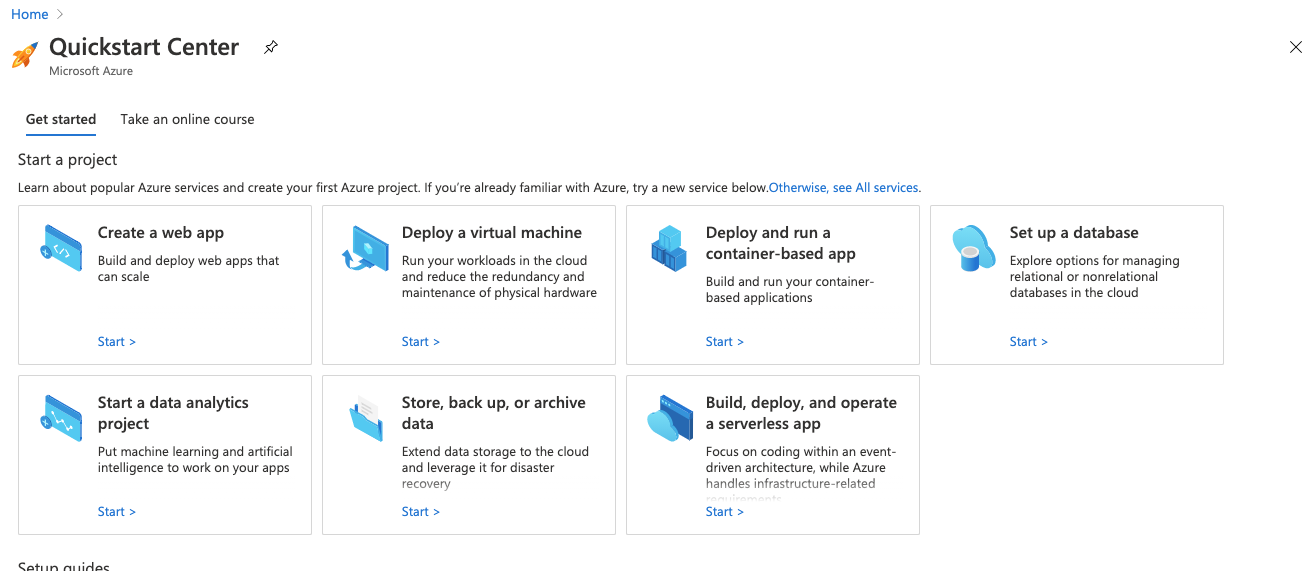 Home
Quickstart Center
Microsoft Azure
Get started
Take an online course
Start a project
Learn about popular Azure services and create your first Azure project. If you’re already familiar with Azure, try a new service below.Otherwise, see All services.
Create a web app
Build and deploy web apps that
can scale
Start >
Deploy a virtual machine
Run your workloads in the cloud
and reduce the redundancy and
maintenance of physical hardware
Start >
Deploy and run a
container-based app
Build and run your container-
based applications
Start >
Set up a database
Explore options for managing
relational or nonrelational
databases in the cloud
Start >
Start a data analytics
project
Put machine learning and artificial
intelligence to work on your apps
Start >
Store, back up, or archive
data
Extend data storage to the cloud
and leverage it for disaster
recovery
Start >
Build, deploy, and operate
a serverless app
Focus on coding within an event-
driven architecture, while Azure
handles infrastructure-related
requirements
Start >
Setup guides